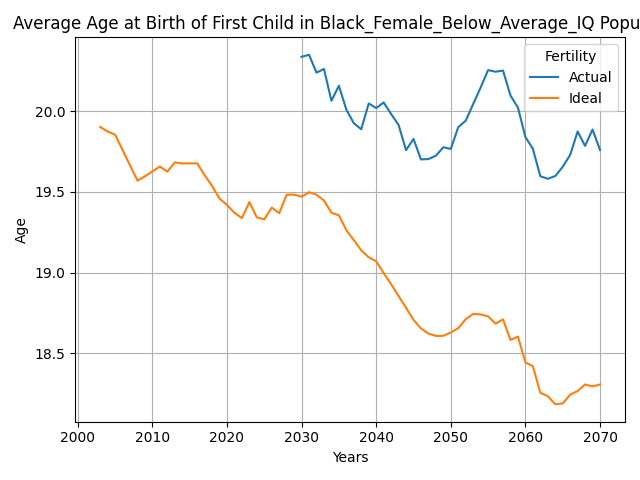 Average Age at Birth of First Child in Black_Female_Below_Average_IQ Popu
Fertility
Actual
Ideal
20.0
19.5
19.0
18.5
Age
2000 2010 2020 2030 2040 2050 2060 2070
Years